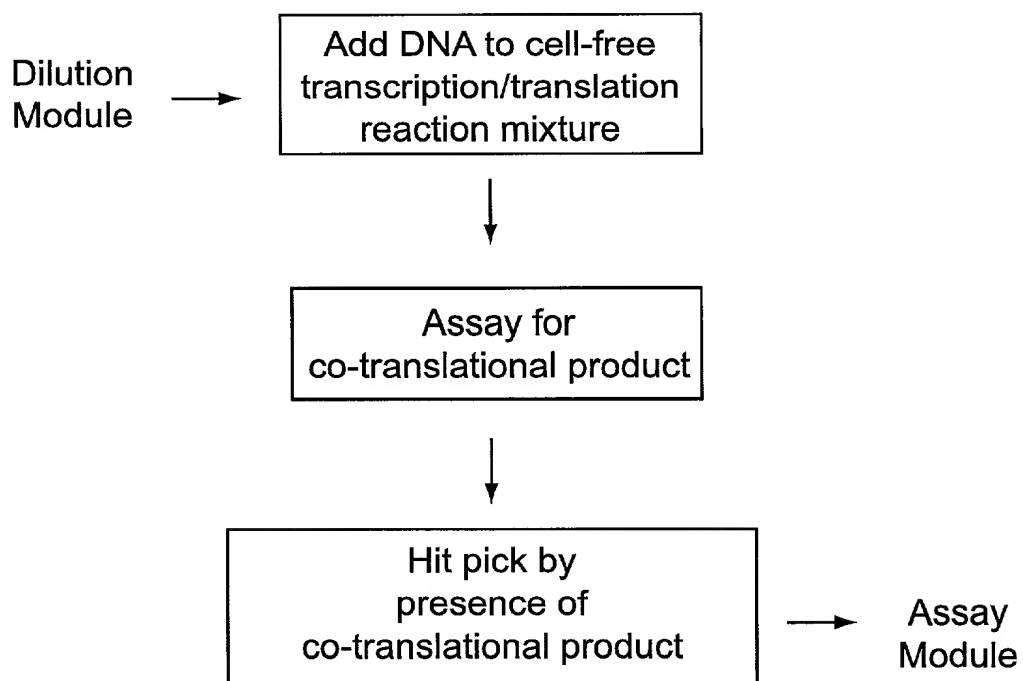 Dilution
Module
Add DNA to cell-free
transcription/translation
reaction mixture
Assay for
co-translational product
Hit pick by
presence of
co-translational product
Assay
Module